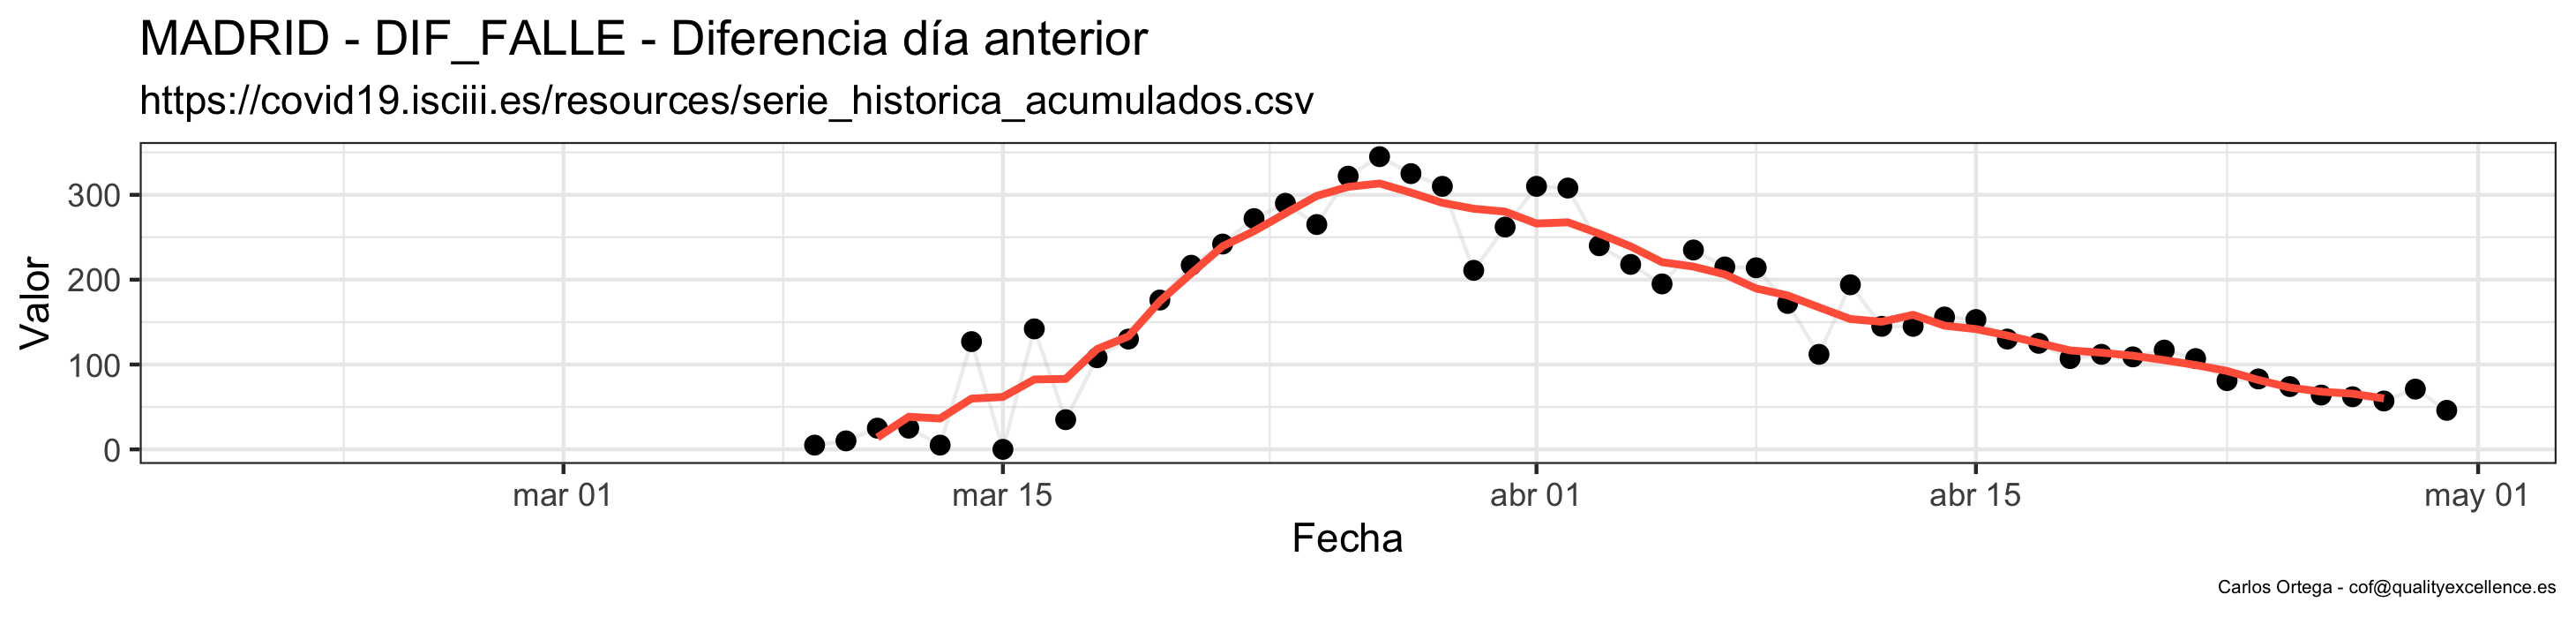 MADRID - DIF_FALLE - Diferencia día anterior
https://covid19.isciii.es/resources/serie_historica_acumulados.csv
Valor
300
200
100
0
mar 01 mar 15 abr 01 abr 15 may 01
Fecha
Carlos Ortega - cof@qualityexcellence.es